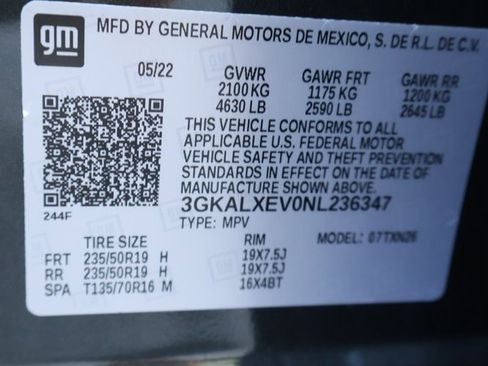 gm
MFD BY GENERAL MOTORS DE MEXICO, S. DE R.L. DE C.V.
05/22 GVWR GAWR FRT GAWR RR
2100 KG 1175 KG 1200 KG
4630 LB 2590 LB 2645 LB
THIS VEHICLE CONFORMS TO ALL
APPLICABLE U.S. FEDERAL MOTOR
VEHICLE SAFETY AND THEFT PREVENTION
STANDARDS IN EFFECT ON THE DATE
OF MANUFACTURE SHOWN ABOVE.
244F
3GKALXEV0NL236347
TYPE: MPV MODEL: 07TXN26
TIRE SIZE RIM
FRT 235/50R19 H 19X7.5J
RR 235/50R19 H 19X7.5J
SPA T135/70R16 M 16X4BT